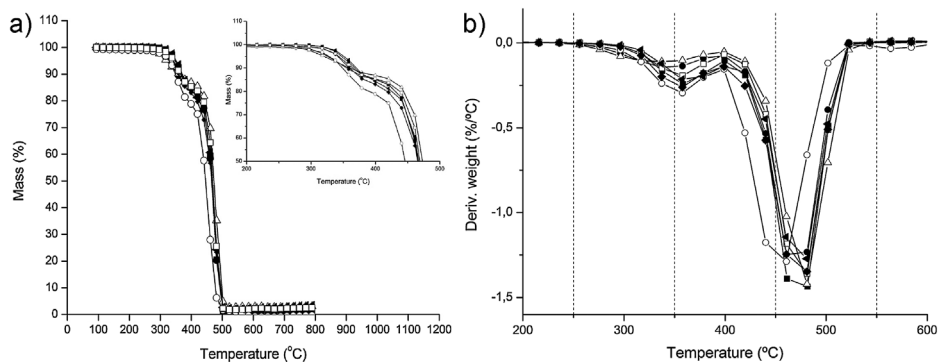 a)
110
100
90
80
70
60
50
40
30
20
10
0
Mass (%)
0 100 200 300 400 500 600 700 800 900 1000 1100 1200
Temperature (°C)
110
100
90
80
70
60
50
Mass (%)
200 300 400 500
Temperature (°C)
b)
0,0
-0,5
-1,0
-1,5
Deriv. weight (%/ºC)
200 300 400 500 600
Temperature (ºC)